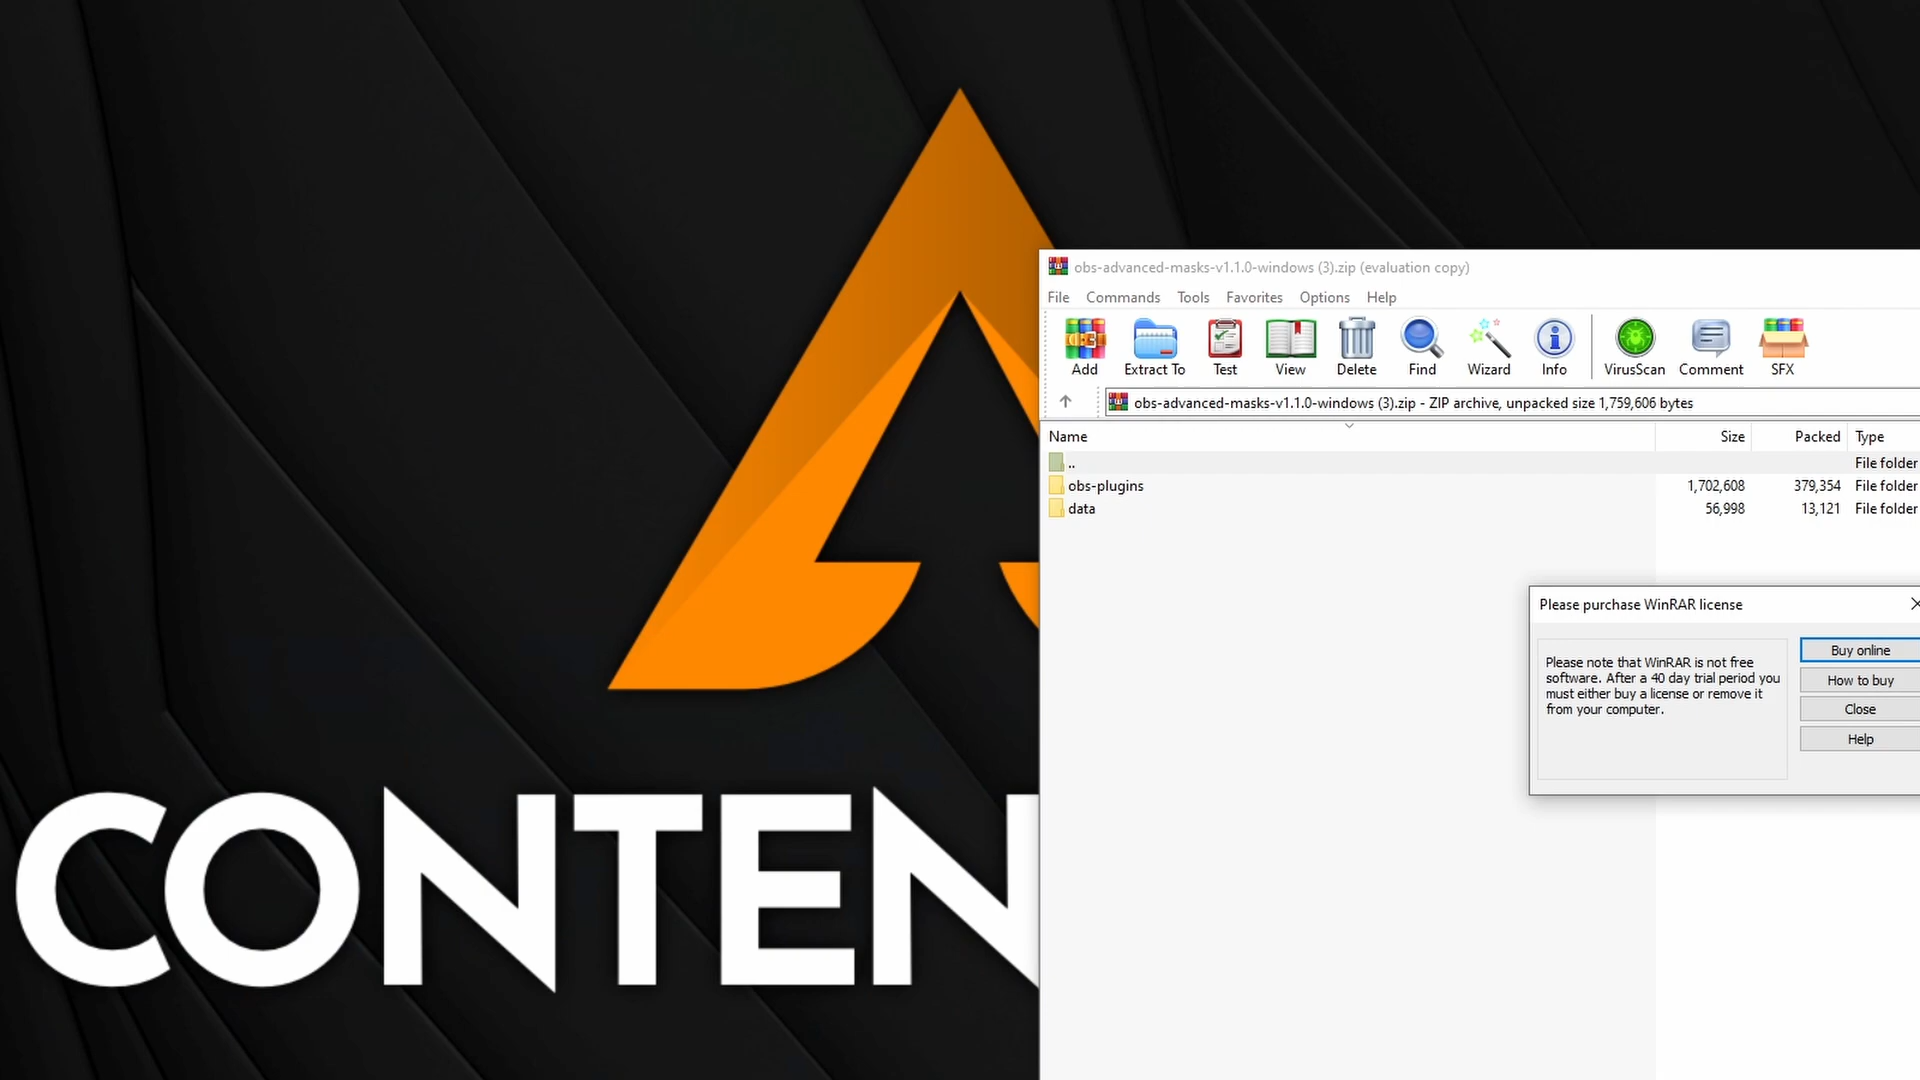 obs-advanced-masks-v1.1.0-windows (3).zip (evaluation copy)
File Commands Tools Favorites Options Help
Add Extract To Test View Delete Find Wizard Info VirusScan Comment SFX
obs-advanced-masks-v1.1.0-windows (3).zip - ZIP archive, unpacked size 1,759,606 bytes
Name Size Packed Type
.. File folder
obs-plugins 1,702,608 379,354 File folder
data 56,998 13,121 File folder
Please purchase WinRAR license
Please note that WinRAR is not free
software. After a 40 day trial period you
must either buy a license or remove it
from your computer.
Buy online
How to buy
Close
Help
CONTEN